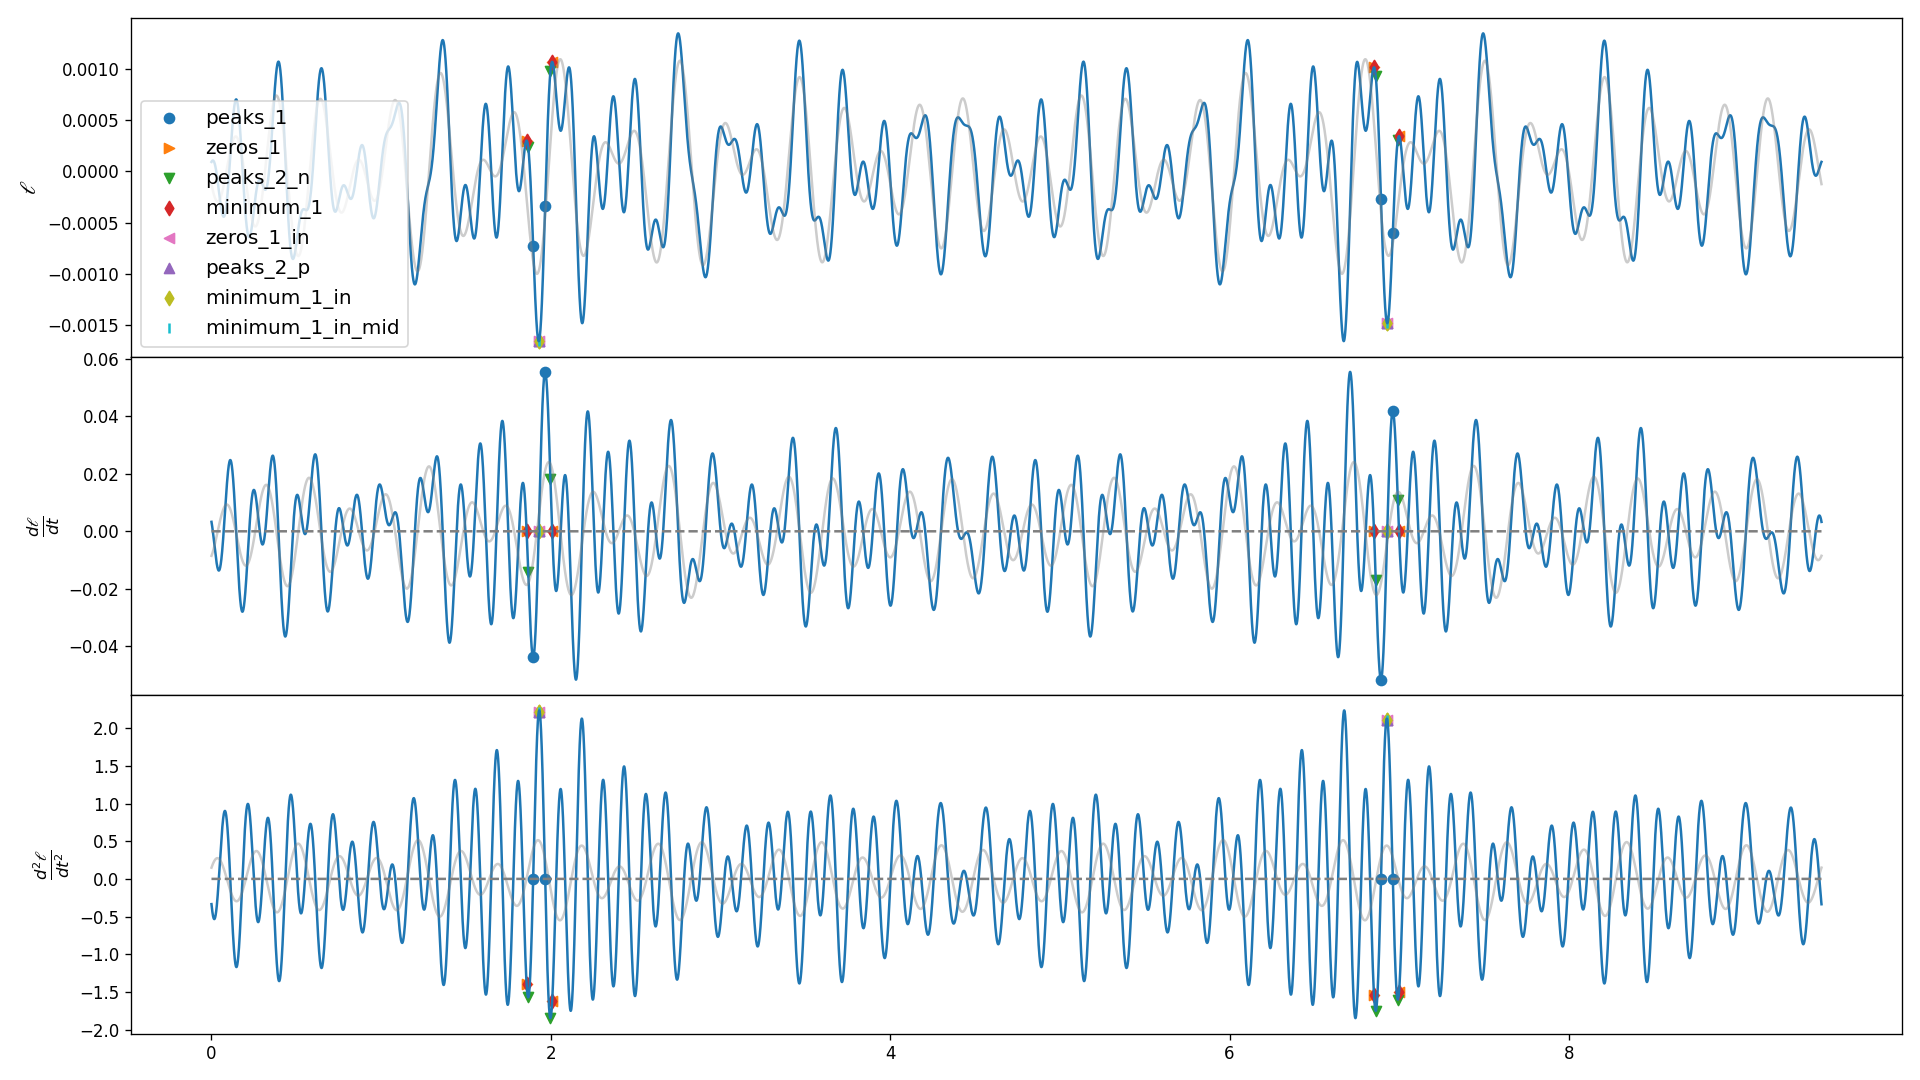 0.0010
0.0005
0.0000
−0.0005
−0.0010
−0.0015
ℓ
peaks_1
zeros_1
peaks_2_n
minimum_1
zeros_1_in
peaks_2_p
minimum_1_in
minimum_1_in_mid
0.06
0.04
0.02
0.00
−0.02
−0.04
dℓ
dt
2.0
1.5
1.0
0.5
0.0
−0.5
−1.0
−1.5
−2.0
d²ℓ
dt²
0 2 4 6 8